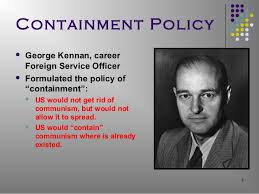 CONTAINMENT POLICY
George Kennan, career
Foreign Service Officer
Formulated the policy of
“containment”:
US would not get rid of
communism, but would not
allow it to spread.
US would “contain”
communism where is already
existed.